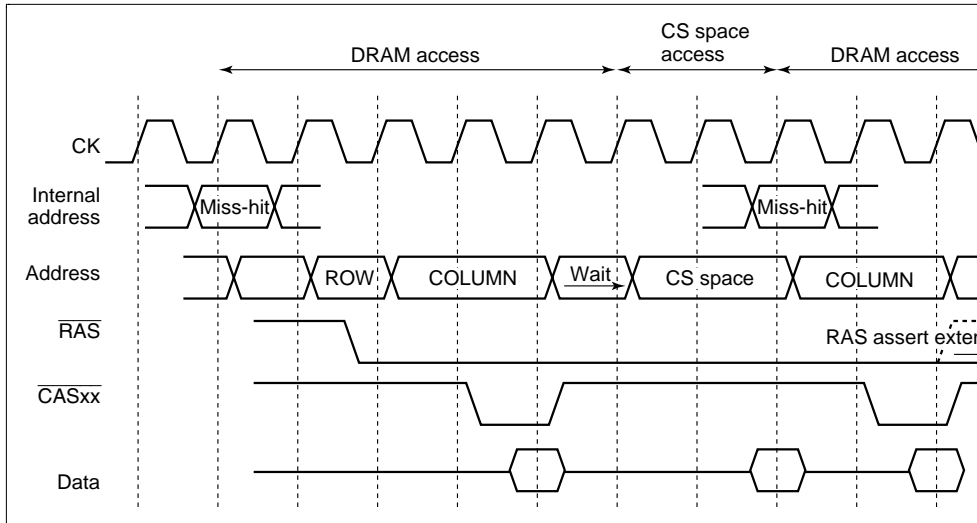 CS space
access
DRAM access
DRAM access
CK
Internal
address
Miss-hit
Miss-hit
Address
ROW
COLUMN
Wait
CS space
COLUMN
RAS
RAS assert exten
CASxx
Data